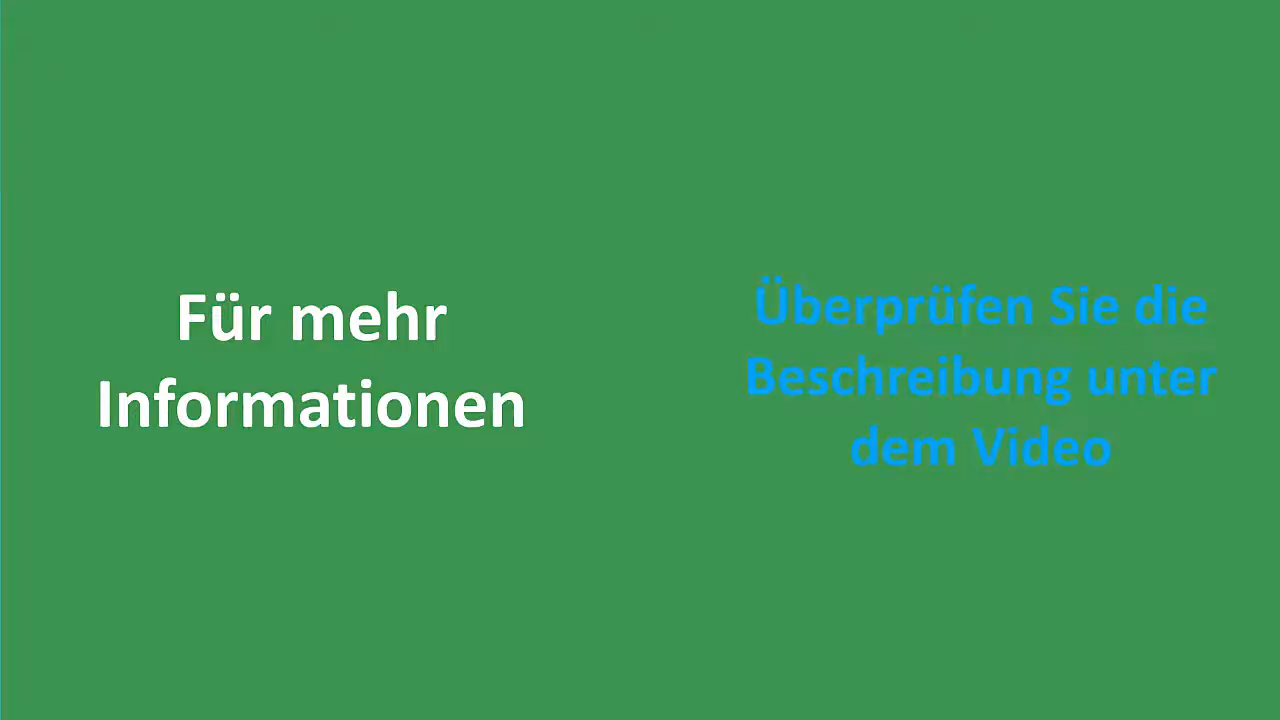 Für mehr
Informationen
Überprüfen Sie die
Beschreibung unter
dem Video